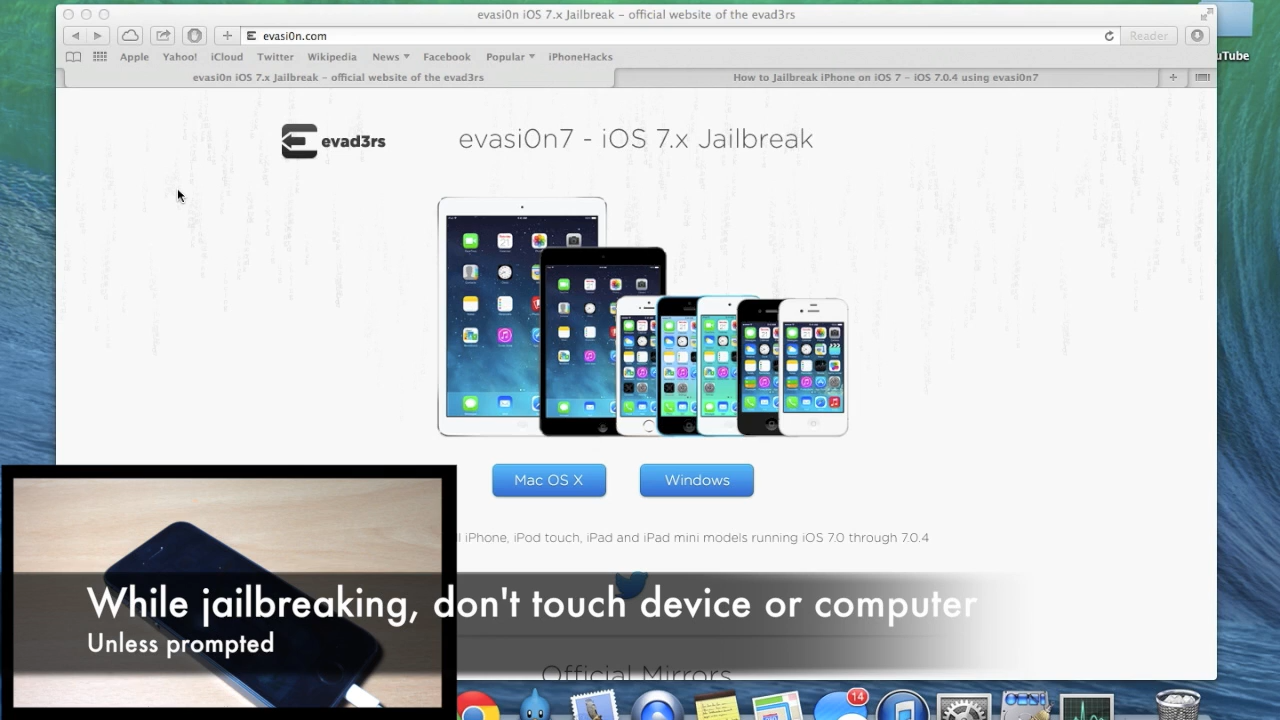 evasi0n iOS 7.x Jailbreak – official website of the evad3rs
evasi0n.com
Reader
Apple Yahoo! iCloud Twitter Wikipedia News Facebook Popular iPhoneHacks
evasi0n iOS 7.x Jailbreak – official website of the evad3rs
How to Jailbreak iPhone on iOS 7 – iOS 7.0.4 using evasi0n7
uTube
evad3rs
evasi0n7 - iOS 7.x Jailbreak
Mac OS X
Windows
iPhone, iPod touch, iPad and iPad mini models running iOS 7.0 through 7.0.4
While jailbreaking, don't touch device or computer
Unless prompted
Official Mirrors
14